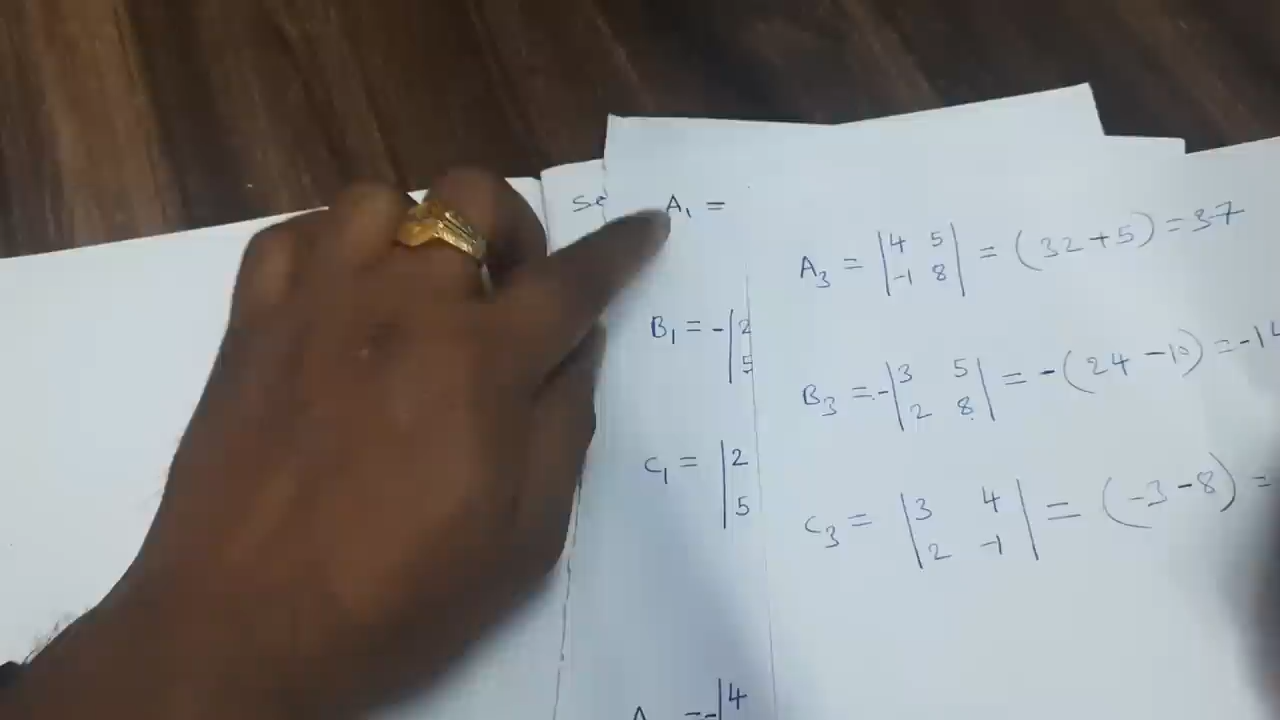 Se
A₁ =
B₁ = - | 2
5
C₁ = | 2
5
= - | 4
A₃ = | 4 5 | = (32 + 5) = 37
| -1 8 |
B₃ = - | 3 5 | = - (24 - 10) = -14
| 2 8 |
C₃ = | 3 4 | = (-3 - 8) =
| 2 -1 |